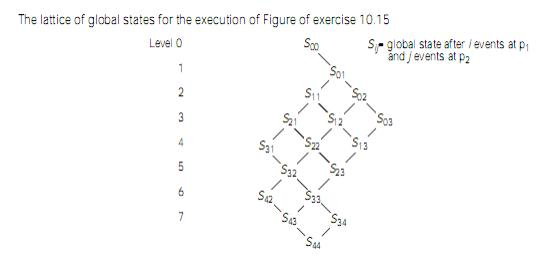 The lattice of global states for the execution of Figure of exercise 10.15
Level 0 S00 Sij= global state after i events at p1
and j events at p2
1 S01
2 S11 S02
3 S21 S12 S03
4 S31 S22 S13
5 S32 S23
6 S42 S33
7 S43 S34
S44